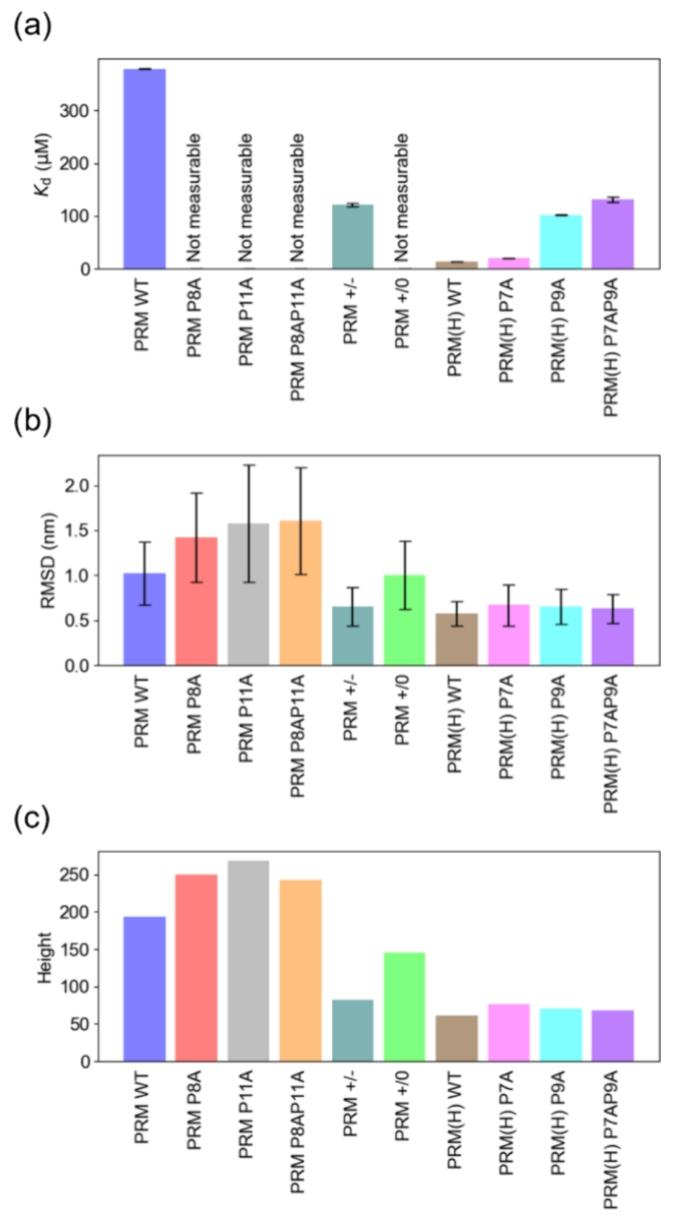 (a)
Kd (μM)
300
200
100
0
Not measurable
Not measurable
Not measurable
Not measurable
PRM WT
PRM P8A
PRM P11A
PRM P8AP11A
PRM +/-
PRM +/0
PRM(H) WT
PRM(H) P7A
PRM(H) P9A
PRM(H) P7AP9A
(b)
RMSD (nm)
2.0
1.5
1.0
0.5
0.0
PRM WT
PRM P8A
PRM P11A
PRM P8AP11A
PRM +/-
PRM +/0
PRM(H) WT
PRM(H) P7A
PRM(H) P9A
PRM(H) P7AP9A
(c)
Height
250
200
150
100
50
0
PRM WT
PRM P8A
PRM P11A
PRM P8AP11A
PRM +/-
PRM +/0
PRM(H) WT
PRM(H) P7A
PRM(H) P9A
PRM(H) P7AP9A